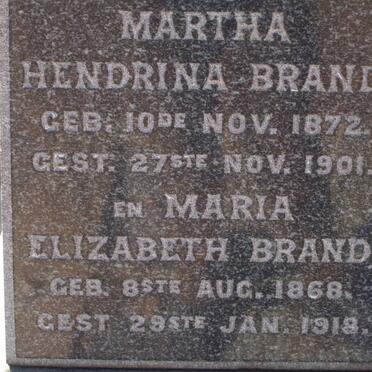 MARTHA
HENDRINA BRAND
GEB. 10DE NOV. 1872.
GEST. 27STE NOV. 1901.
EN MARIA
ELIZABETH BRAND
GEB. 8STE AUG. 1868.
GEST 29STE JAN. 1918.